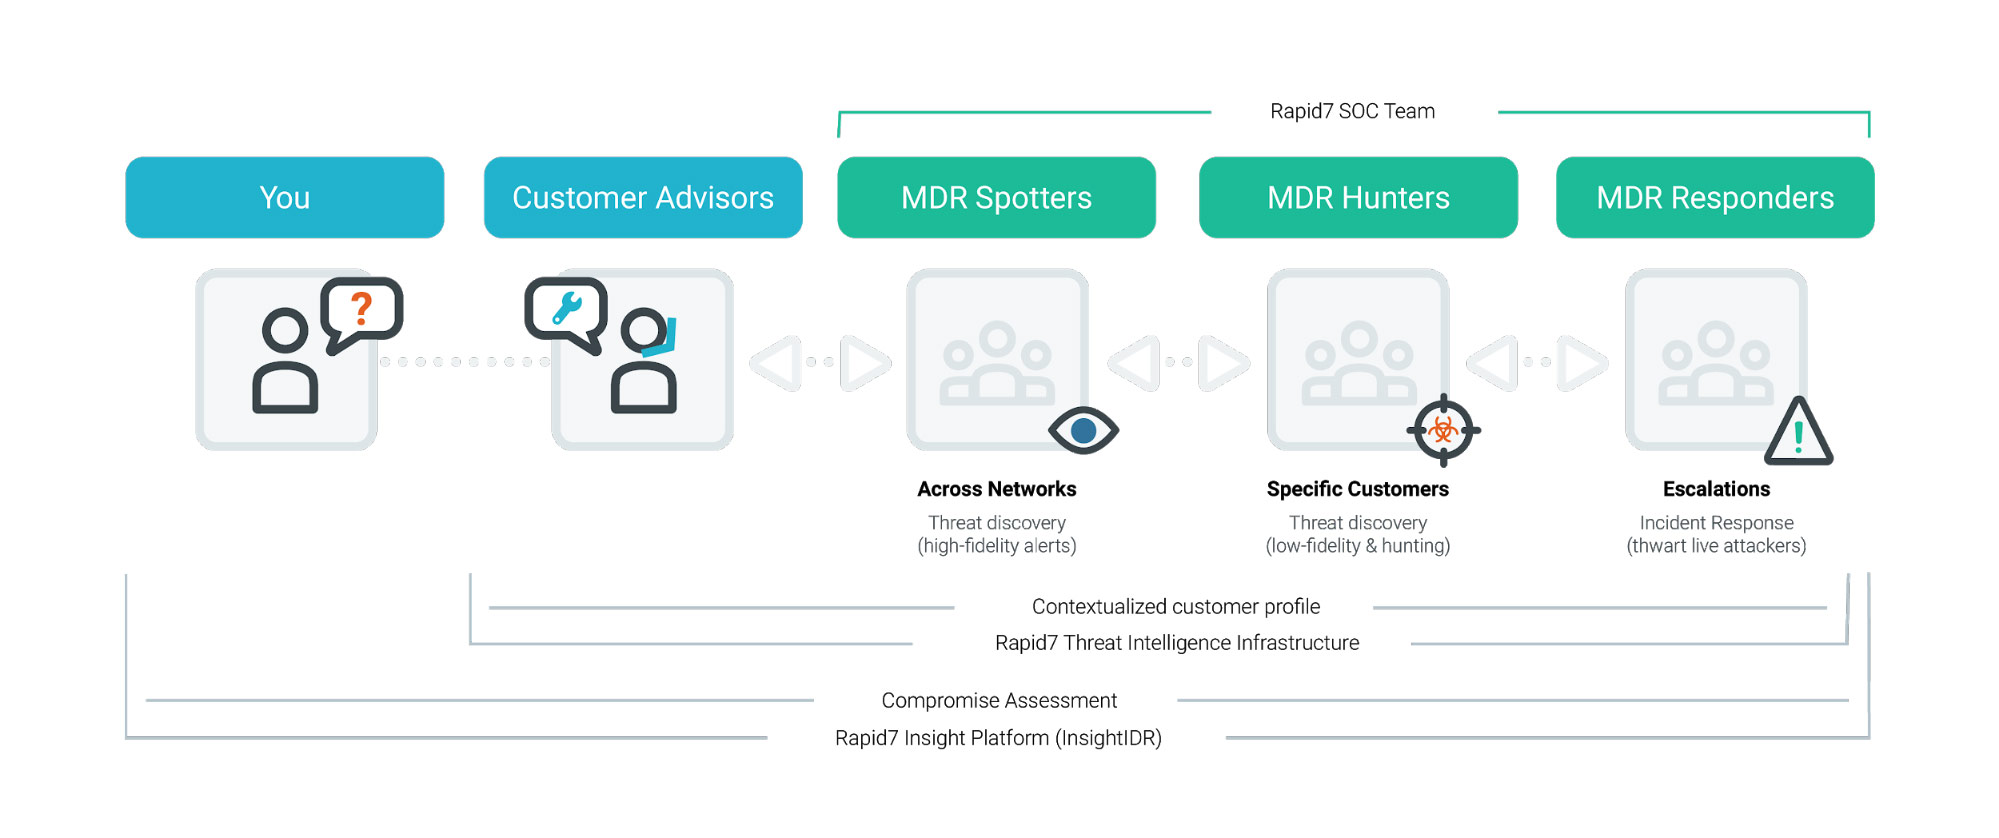 Rapid7 SOC Team
You
Customer Advisors
MDR Spotters
MDR Hunters
MDR Responders
?
!
Across Networks
Threat discovery
(high-fidelity alerts)
Specific Customers
Threat discovery
(low-fidelity & hunting)
Escalations
Incident Response
(thwart live attackers)
Contextualized customer profile
Rapid7 Threat Intelligence Infrastructure
Compromise Assessment
Rapid7 Insight Platform (InsightIDR)